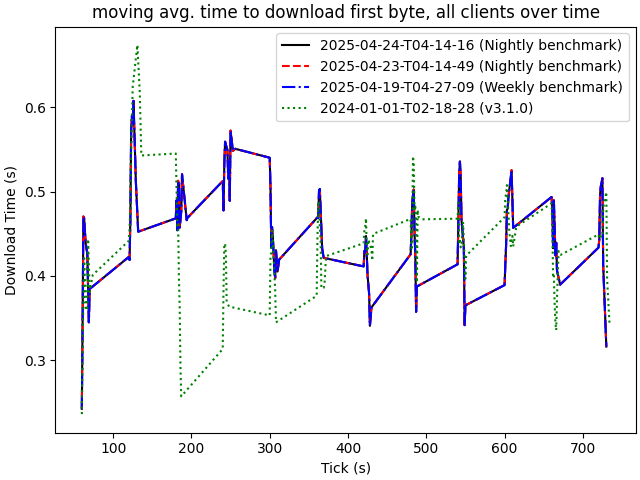 moving avg. time to download first byte, all clients over time
2025-04-24-T04-14-16 (Nightly benchmark)
2025-04-23-T04-14-49 (Nightly benchmark)
2025-04-19-T04-27-09 (Weekly benchmark)
2024-01-01-T02-18-28 (v3.1.0)
Download Time (s)
0.6
0.5
0.4
0.3
100 200 300 400 500 600 700
Tick (s)